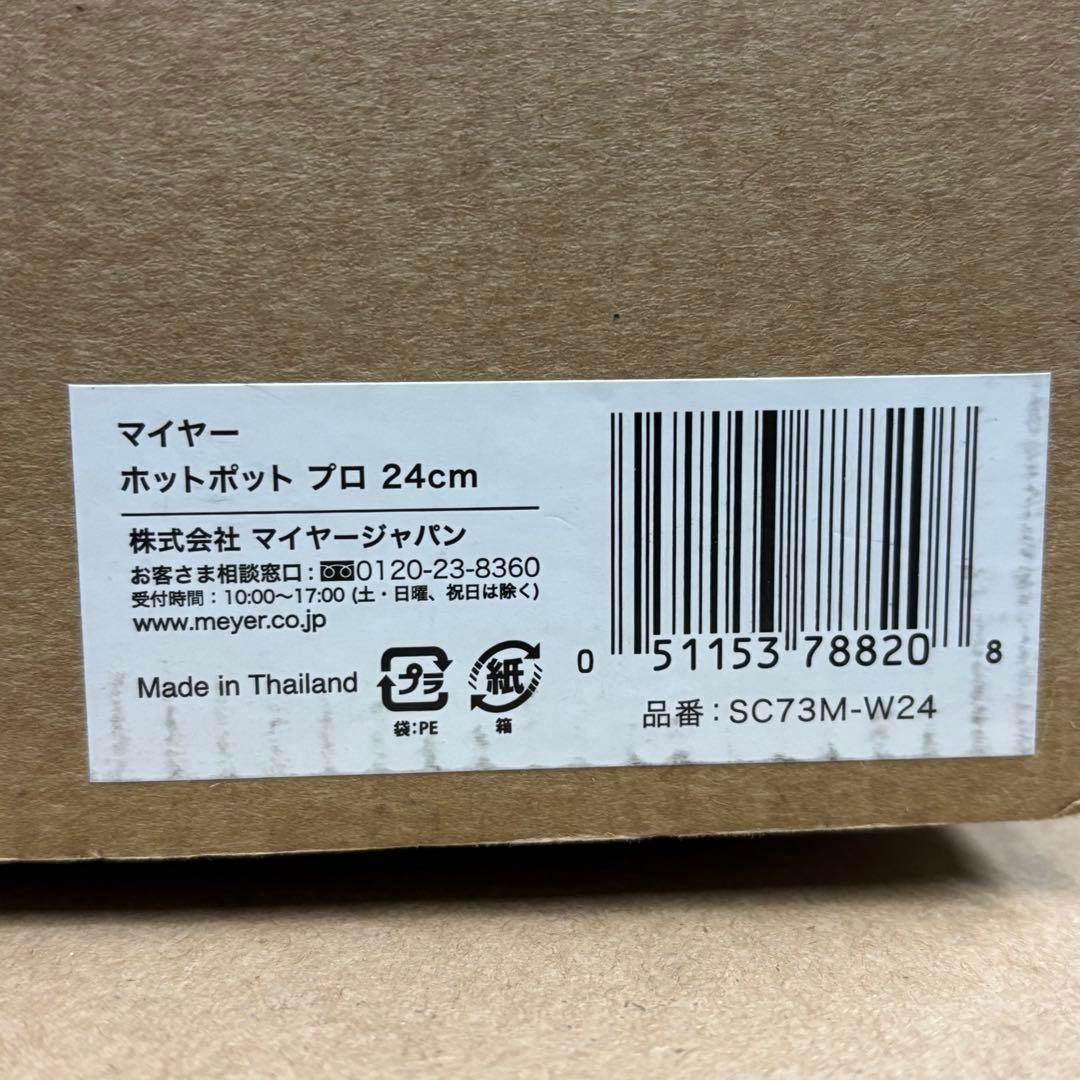 マイヤー
ホットポット プロ 24cm
株式会社 マイヤージャパン
お客さま相談窓口:0120-23-8360
受付時間:10:00〜17:00 (土・日曜、祝日は除く)
www.meyer.co.jp
Made in Thailand
プラ
袋:PE
紙
箱
0 51153 78820 8
品番:SC73M-W24